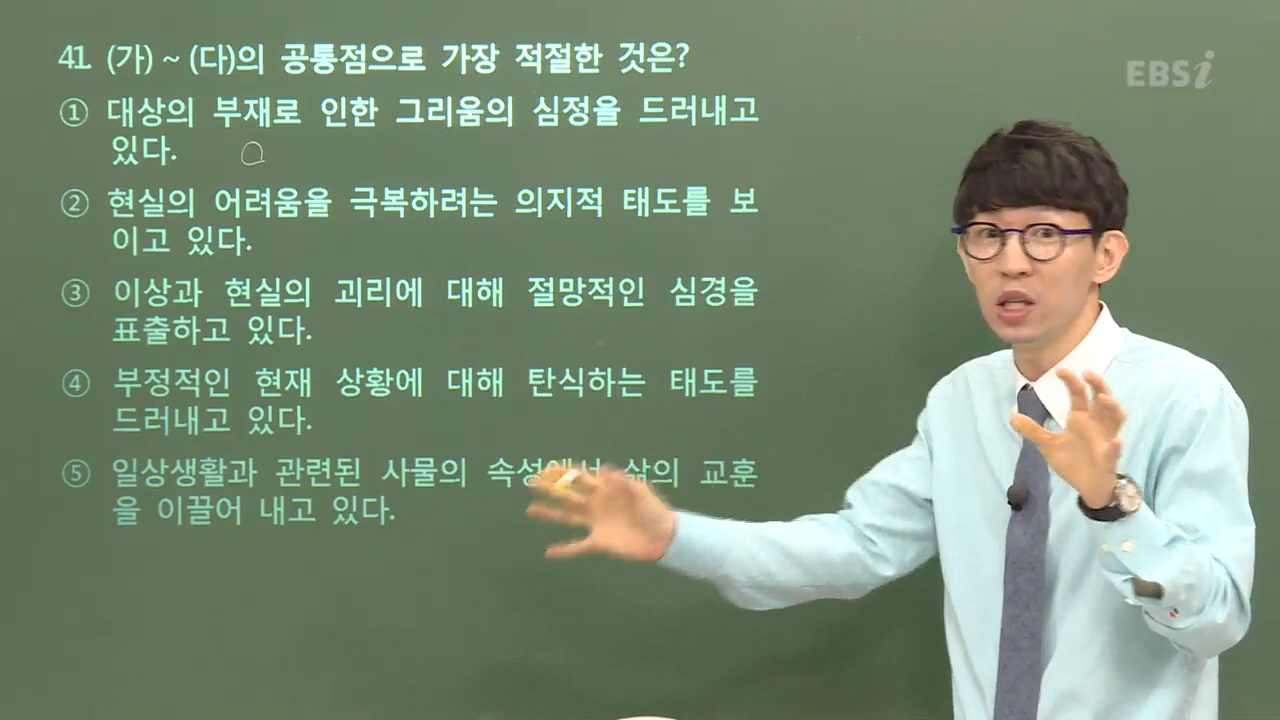 41. (가) ~ (다)의 공통점으로 가장 적절한 것은?
EBSi
① 대상의 부재로 인한 그리움의 심정을 드러내고
있다.
② 현실의 어려움을 극복하려는 의지적 태도를 보
이고 있다.
③ 이상과 현실의 괴리에 대해 절망적인 심경을
표출하고 있다.
④ 부정적인 현재 상황에 대해 탄식하는 태도를
드러내고 있다.
⑤ 일상생활과 관련된 사물의 속성에서 삶의 교훈
을 이끌어 내고 있다.